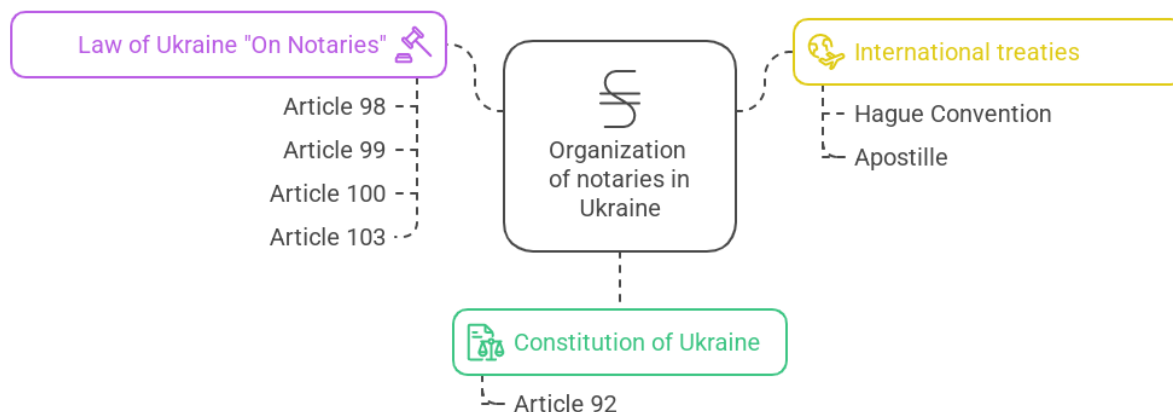 Law of Ukraine "On Notaries"
Article 98
Article 99
Article 100
Article 103
Organization
of notaries in
Ukraine
International treaties
Hague Convention
Apostille
Constitution of Ukraine
Article 92